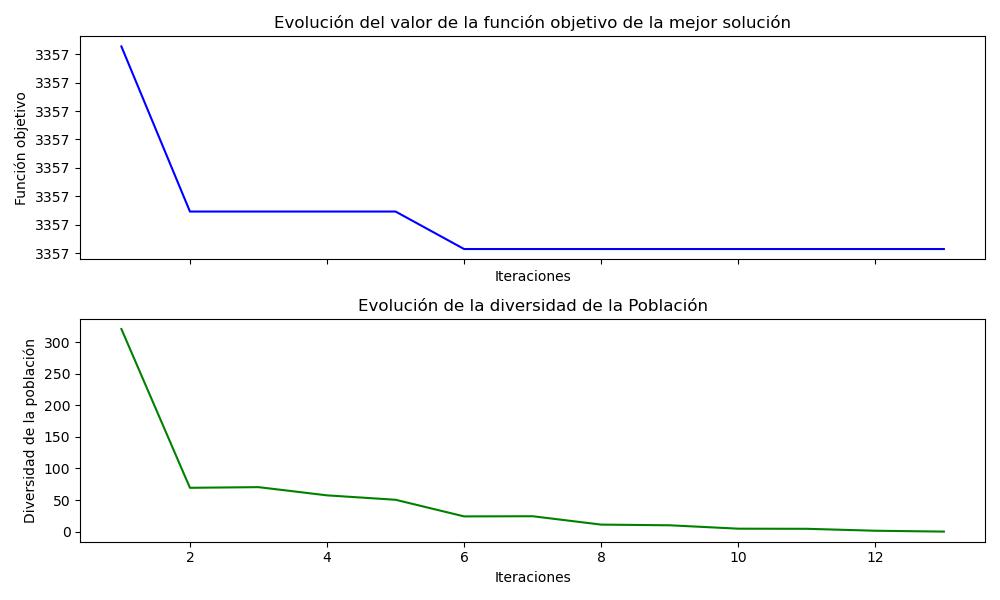 Evolución del valor de la función objetivo de la mejor solución
Función objetivo
3357
3357
3357
3357
3357
3357
3357
3357
Iteraciones
Evolución de la diversidad de la Población
Diversidad de la población
300
250
200
150
100
50
0
2 4 6 8 10 12
Iteraciones